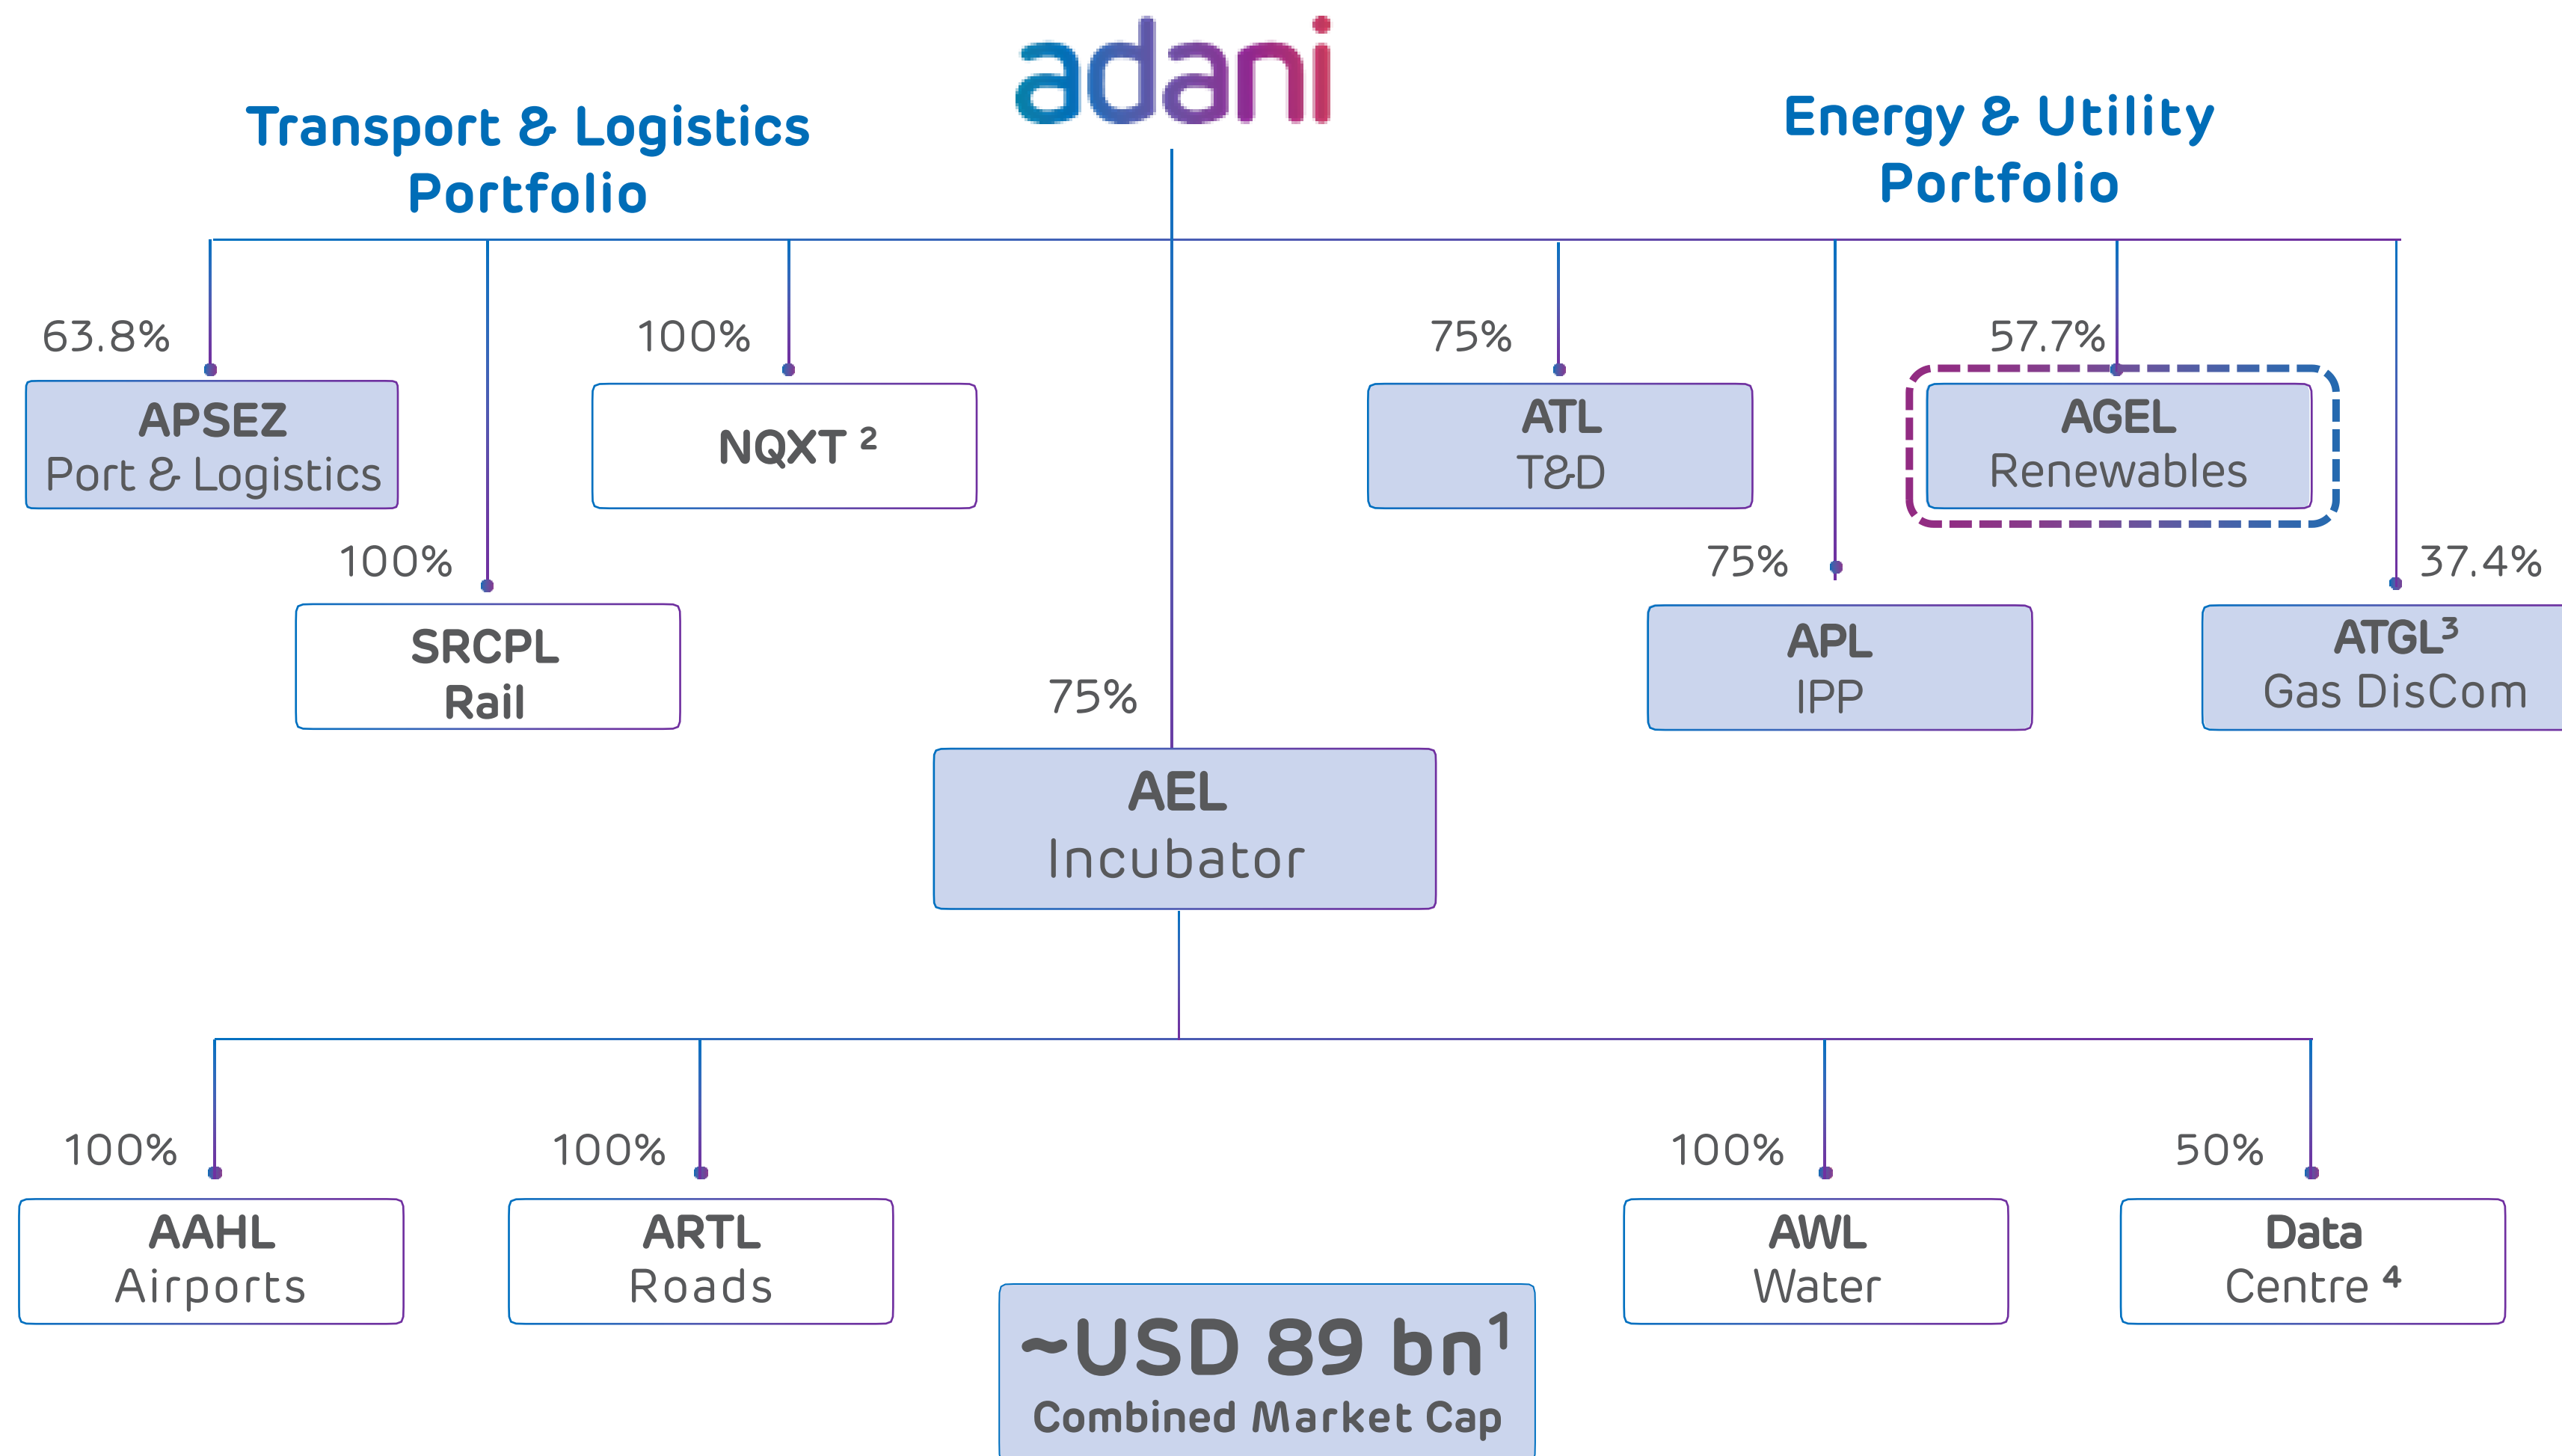 adani
Transport & Logistics
Portfolio
Energy & Utility
Portfolio
63.8%
100%
75%
57.7%
APSEZ
Port & Logistics
NQXT ²
ATL
T&D
AGEL
Renewables
100%
75%
37.4%
SRCPL
Rail
APL
IPP
ATGL³
Gas DisCom
75%
AEL
Incubator
100%
100%
100%
50%
AAHL
Airports
ARTL
Roads
AWL
Water
Data
Centre ⁴
~USD 89 bn¹
Combined Market Cap